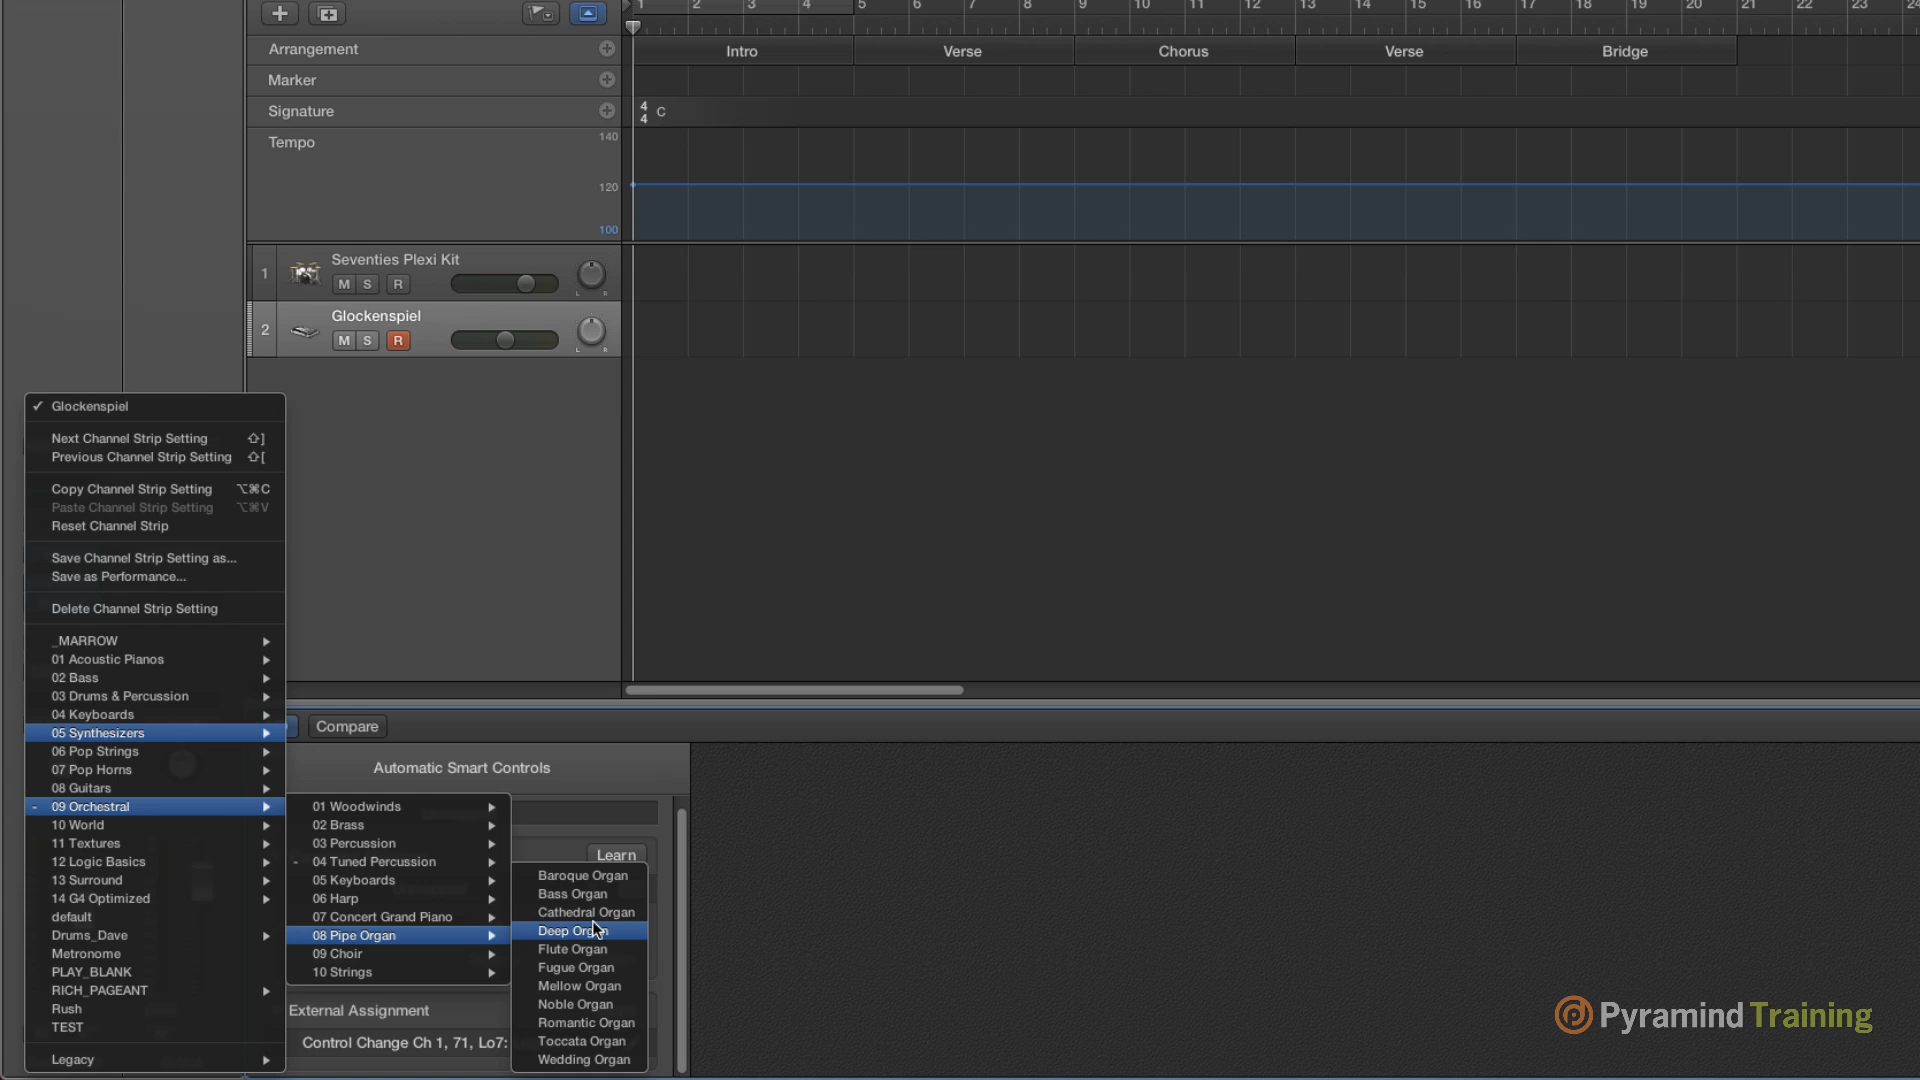 1 2 3 4 5 6 7 8 9 10 11 12 13 14 15 16 17 18 19 20 21 22 23 24
Arrangement
Intro Verse Chorus Verse Bridge
Marker
Signature
4
4 C
Tempo
140
120
100
1 Seventies Plexi Kit
M S R
L R
2 Glockenspiel
M S R
L R
✓ Glockenspiel
Next Channel Strip Setting ⇧]
Previous Channel Strip Setting ⇧[
Copy Channel Strip Setting ⌥⌘C
Paste Channel Strip Setting ⌥⌘V
Reset Channel Strip
Save Channel Strip Setting as...
Save as Performance...
Delete Channel Strip Setting
_MARROW
01 Acoustic Pianos
02 Bass
03 Drums & Percussion
04 Keyboards
05 Synthesizers
06 Pop Strings
07 Pop Horns
08 Guitars
- 09 Orchestral
10 World
11 Textures
12 Logic Basics
13 Surround
14 G4 Optimized
default
Drums_Dave
Metronome
PLAY_BLANK
RICH_PAGEANT
Rush
TEST
Legacy
Compare
Automatic Smart Controls
Learn
01 Woodwinds
02 Brass
03 Percussion
- 04 Tuned Percussion
05 Keyboards
06 Harp
07 Concert Grand Piano
08 Pipe Organ
09 Choir
10 Strings
Baroque Organ
Bass Organ
Cathedral Organ
Deep Organ
Flute Organ
Fugue Organ
Mellow Organ
Noble Organ
Romantic Organ
Toccata Organ
Wedding Organ
External Assignment
Control Change Ch 1, 71, Lo7:
Pyramind Training